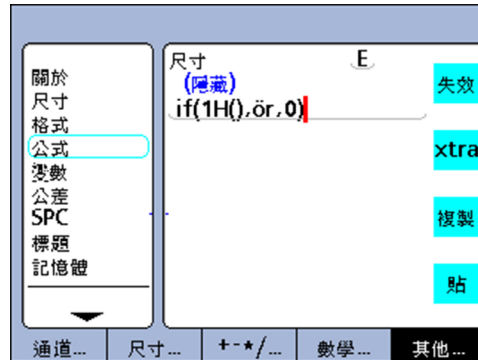 關於
尺寸
格式
公式
變數
公差
SPC
標題
記憶體
尺寸 E
(隱藏)
if(1H(),ör,0)
失效
xtra
複製
貼
通道...
尺寸...
+-*/...
數學...
其他...